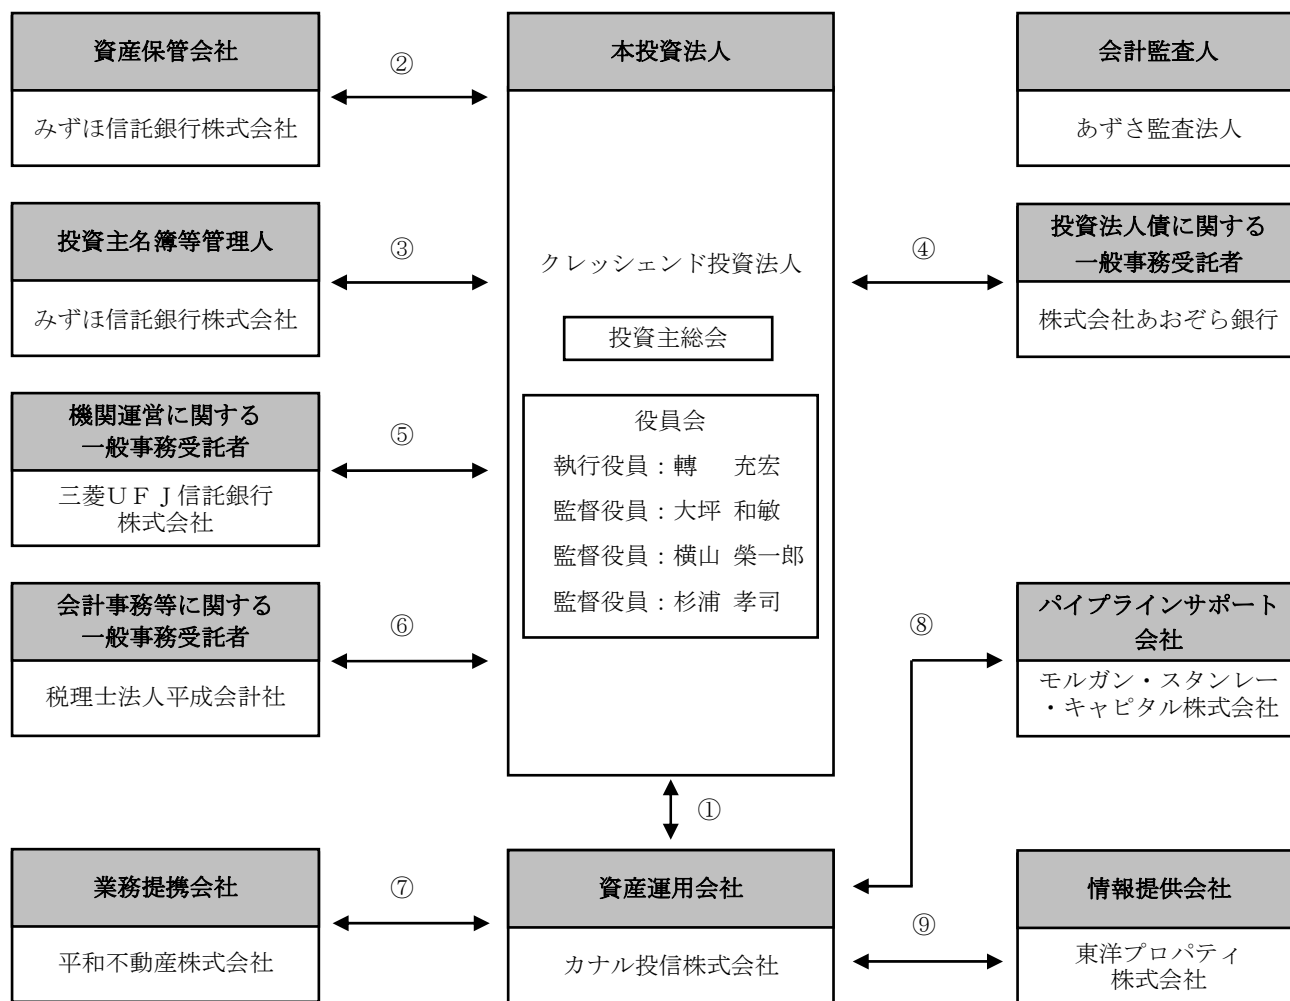 資産保管会社
みずほ信託銀行株式会社
②
本投資法人
クレッシェンド投資法人
投資主総会
役員会
執行役員：轉　充宏
監督役員：大坪 和敏
監督役員：横山 榮一郎
監督役員：杉浦 孝司
会計監査人
あずさ監査法人
投資主名簿等管理人
みずほ信託銀行株式会社
③
④
投資法人債に関する
一般事務受託者
株式会社あおぞら銀行
機関運営に関する
一般事務受託者
三菱ＵＦＪ信託銀行
株式会社
⑤
会計事務等に関する
一般事務受託者
税理士法人平成会計社
⑥
⑧
パイプラインサポート
会社
モルガン・スタンレー
・キャピタル株式会社
①
業務提携会社
平和不動産株式会社
⑦
資産運用会社
カナル投信株式会社
⑨
情報提供会社
東洋プロパティ
株式会社